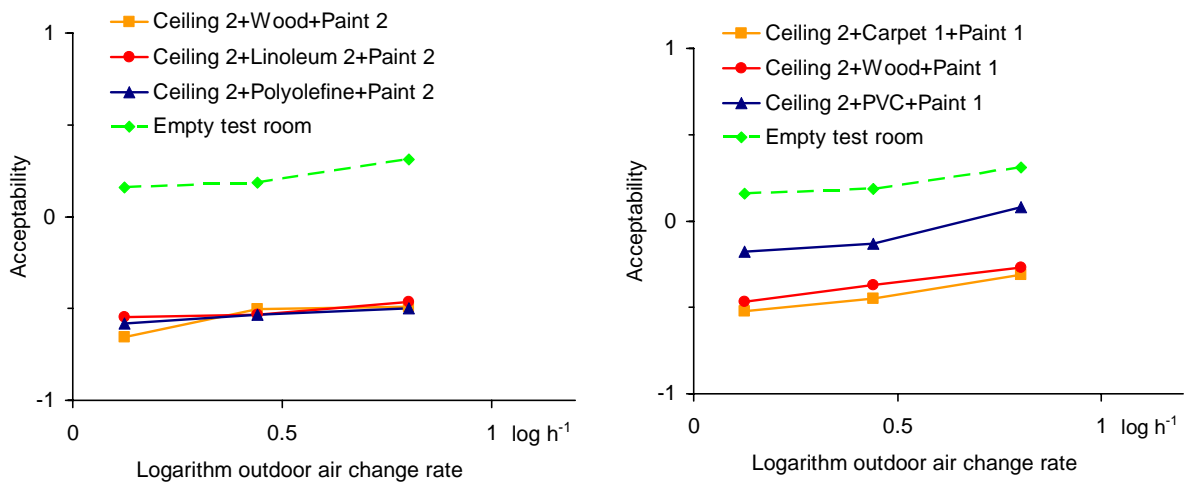 1
Ceiling 2+Wood+Paint 2
Ceiling 2+Linoleum 2+Paint 2
Ceiling 2+Polyolefine+Paint 2
Empty test room
Acceptability
0
-1
0
0.5
1
log h⁻¹
Logarithm outdoor air change rate
1
Ceiling 2+Carpet 1+Paint 1
Ceiling 2+Wood+Paint 1
Ceiling 2+PVC+Paint 1
Empty test room
Acceptability
0
-1
0
0.5
1
log h⁻¹
Logarithm outdoor air change rate